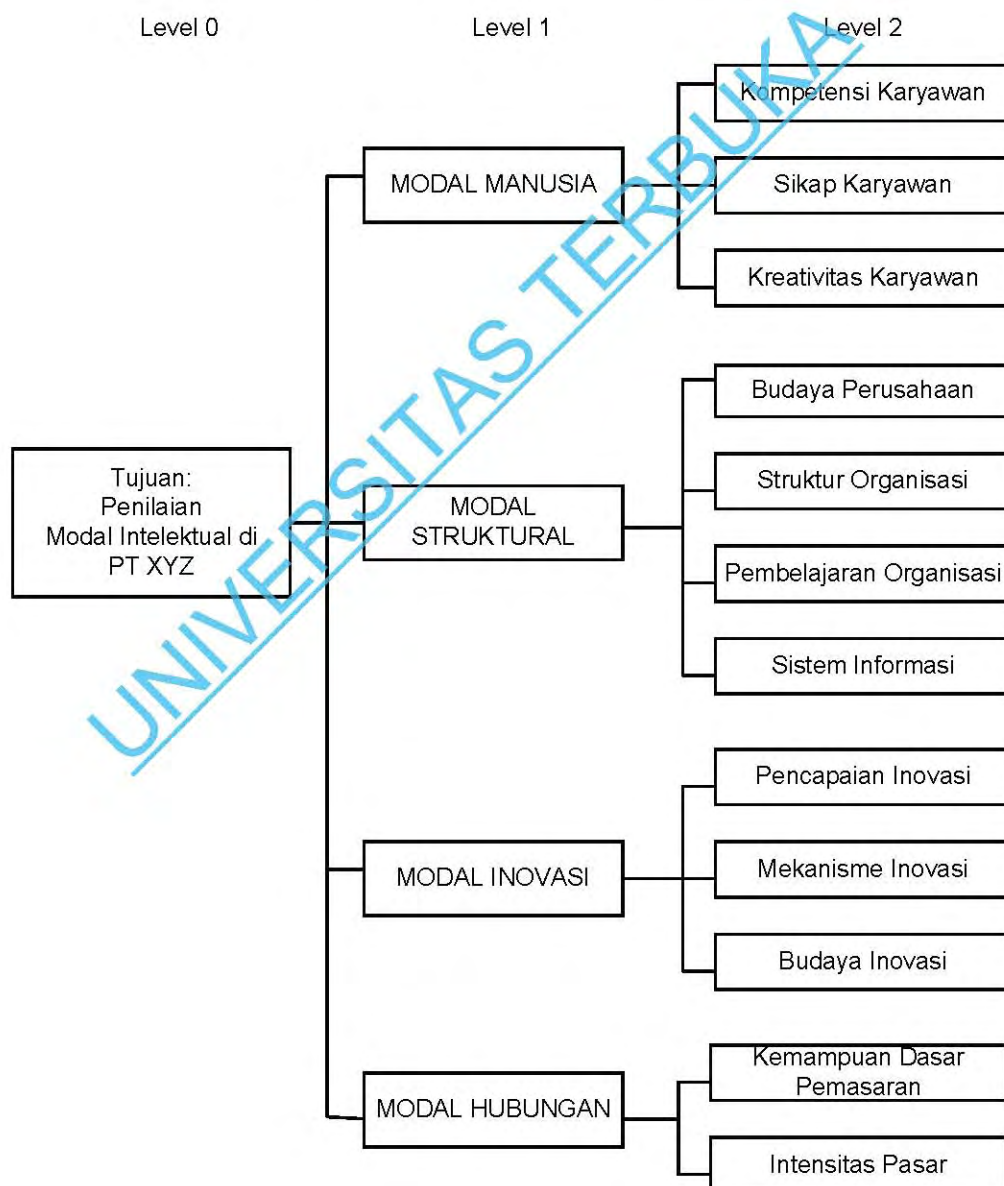 Level 0
Level 1
Level 2
Tujuan:
Penilaian
Modal Intelektual di
PT XYZ
MODAL MANUSIA
Kompetensi Karyawan
Sikap Karyawan
Kreativitas Karyawan
MODAL
STRUKTURAL
Budaya Perusahaan
Struktur Organisasi
Pembelajaran Organisasi
Sistem Informasi
MODAL INOVASI
Pencapaian Inovasi
Mekanisme Inovasi
Budaya Inovasi
MODAL HUBUNGAN
Kemampuan Dasar
Pemasaran
Intensitas Pasar
UNIVERSITAS TERBUKA